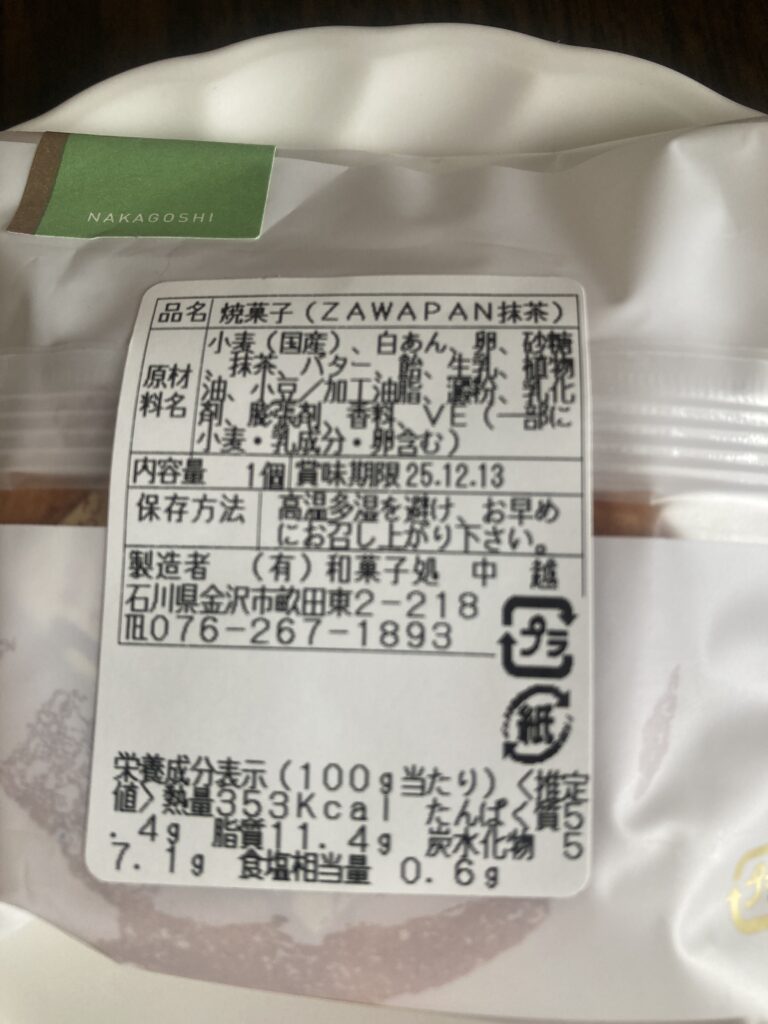 NAKAGOSHI
品名 焼菓子(ZAWAPAN抹茶)
原材料名 小麦(国産)、白あん、卵、砂糖
、抹茶、バター、飴、生乳、植物
油、小豆/加工油脂、澱粉、乳化
剤、膨張剤、香料、VE(一部に
小麦・乳成分・卵含む)
内容量 1個 賞味期限 25.12.13
保存方法 高温多湿を避け、お早め
にお召し上がり下さい。
製造者 (有)和菓子処 中 越
石川県金沢市畝田東2-218
℡076-267-1893
プラ
紙
栄養成分表示(100g当たり)〈推定
値〉熱量353Kcal たんぱく質5
.4g 脂質11.4g 炭水化物 5
7.1g 食塩相当量 0.6g